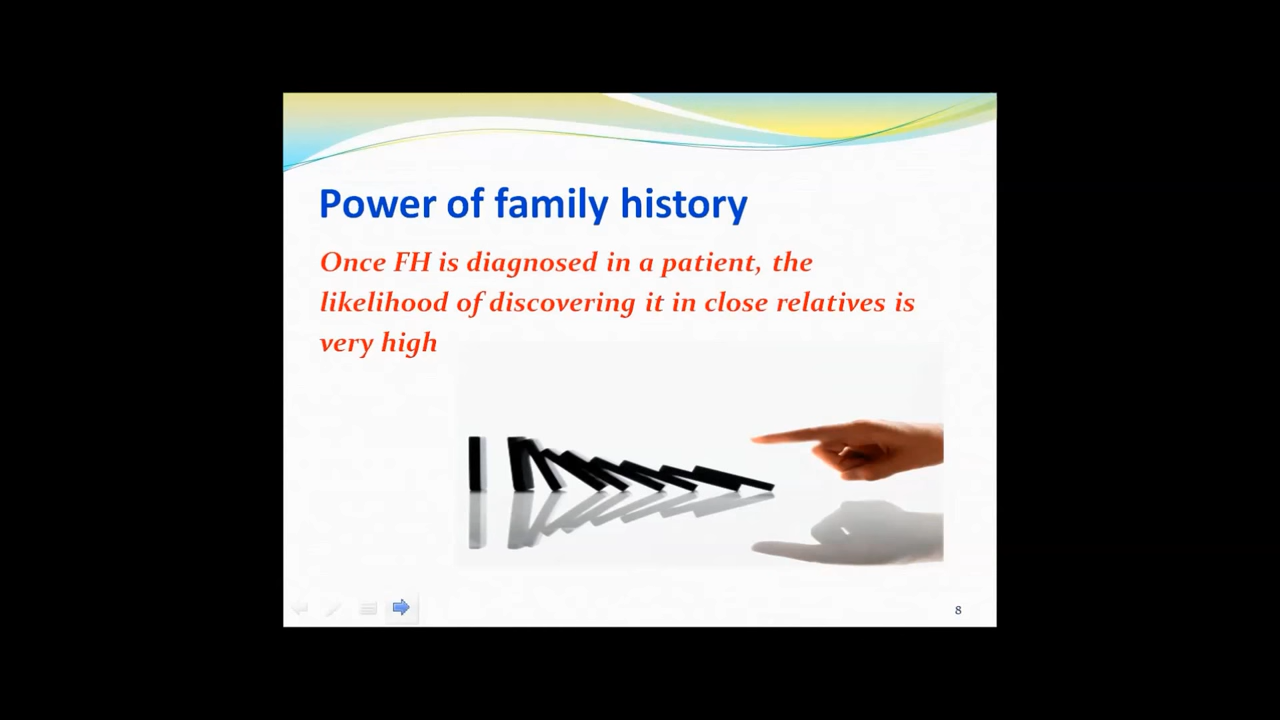 Power of family history
Once FH is diagnosed in a patient, the
likelihood of discovering it in close relatives is
very high
8